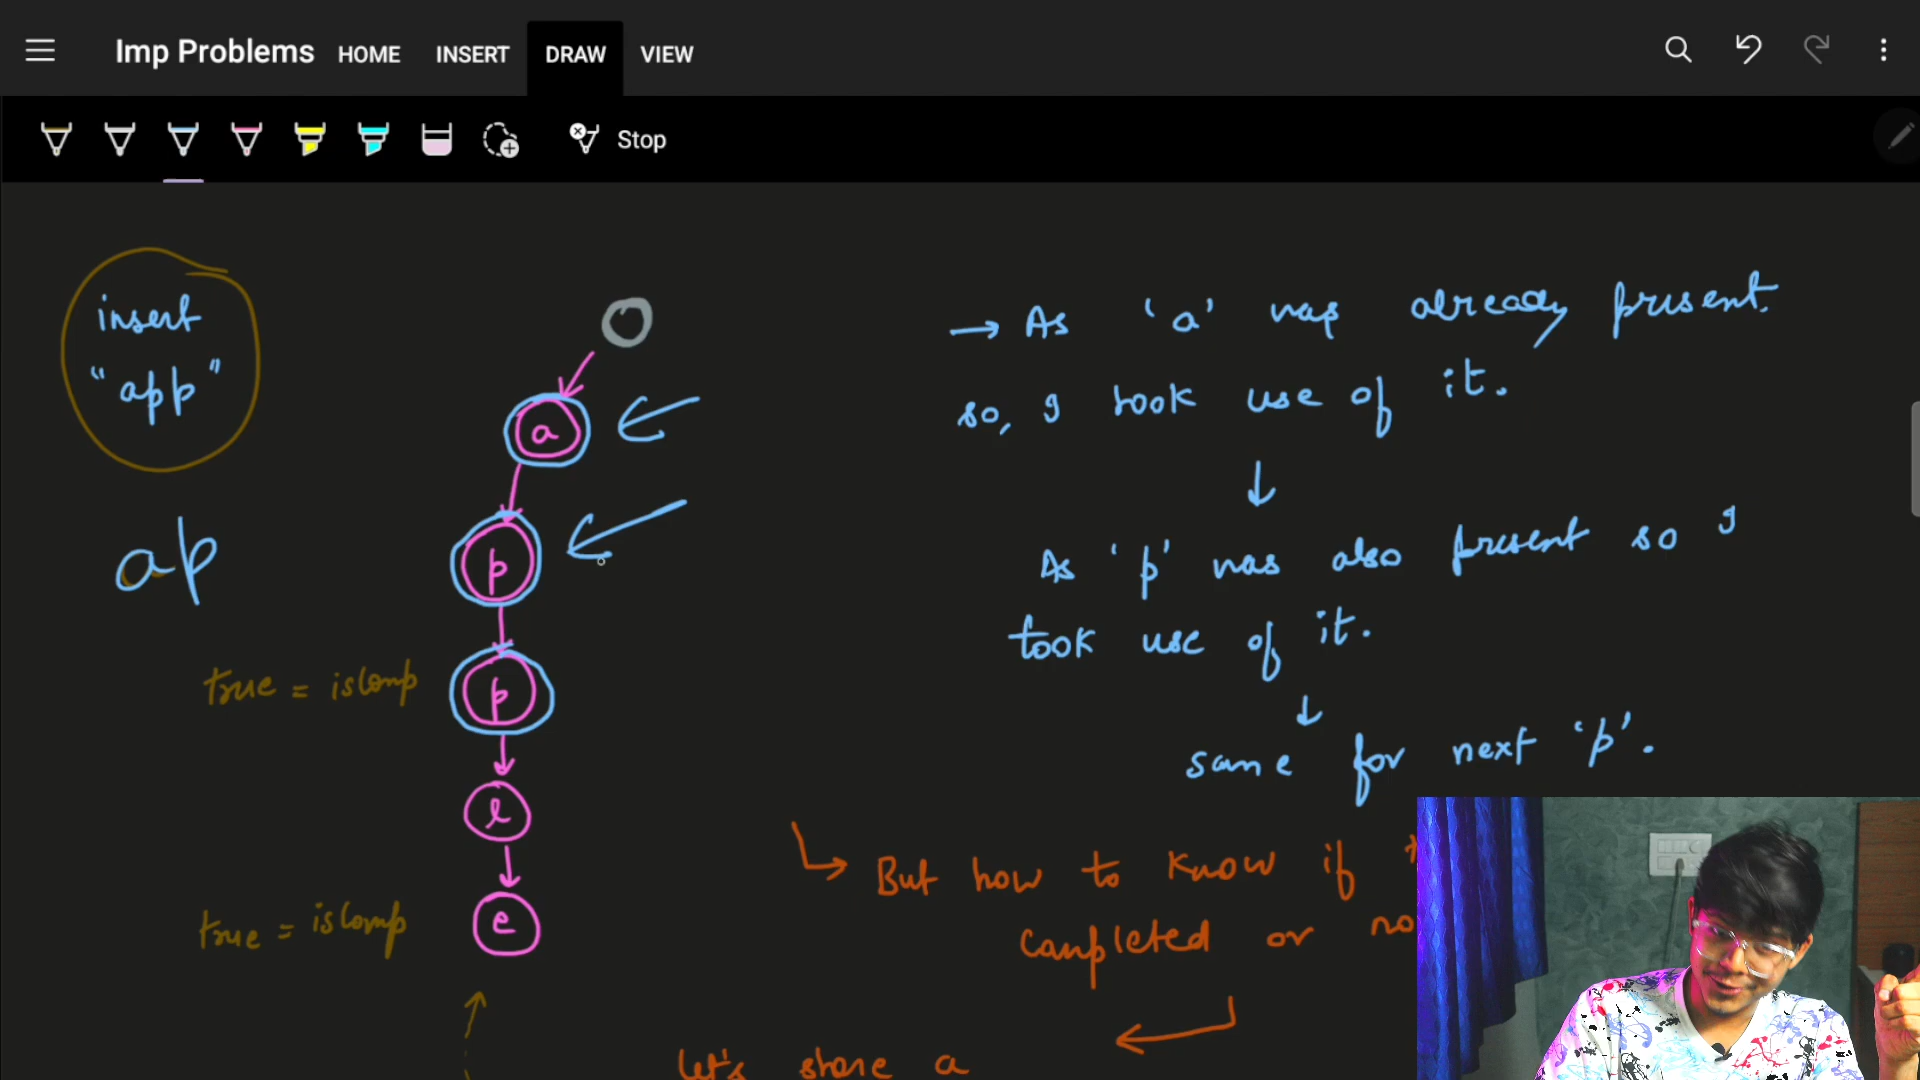 Imp Problems HOME INSERT DRAW VIEW
Stop
insert
"app"
ap
a
p
p
l
e
true = isComp
true = isComp
→ As 'a' was already present.
so, I took use of it.
↓
As 'p' was also present so I
took use of it.
↓
same for next 'p'.
But how to know if
completed or no
let's store a